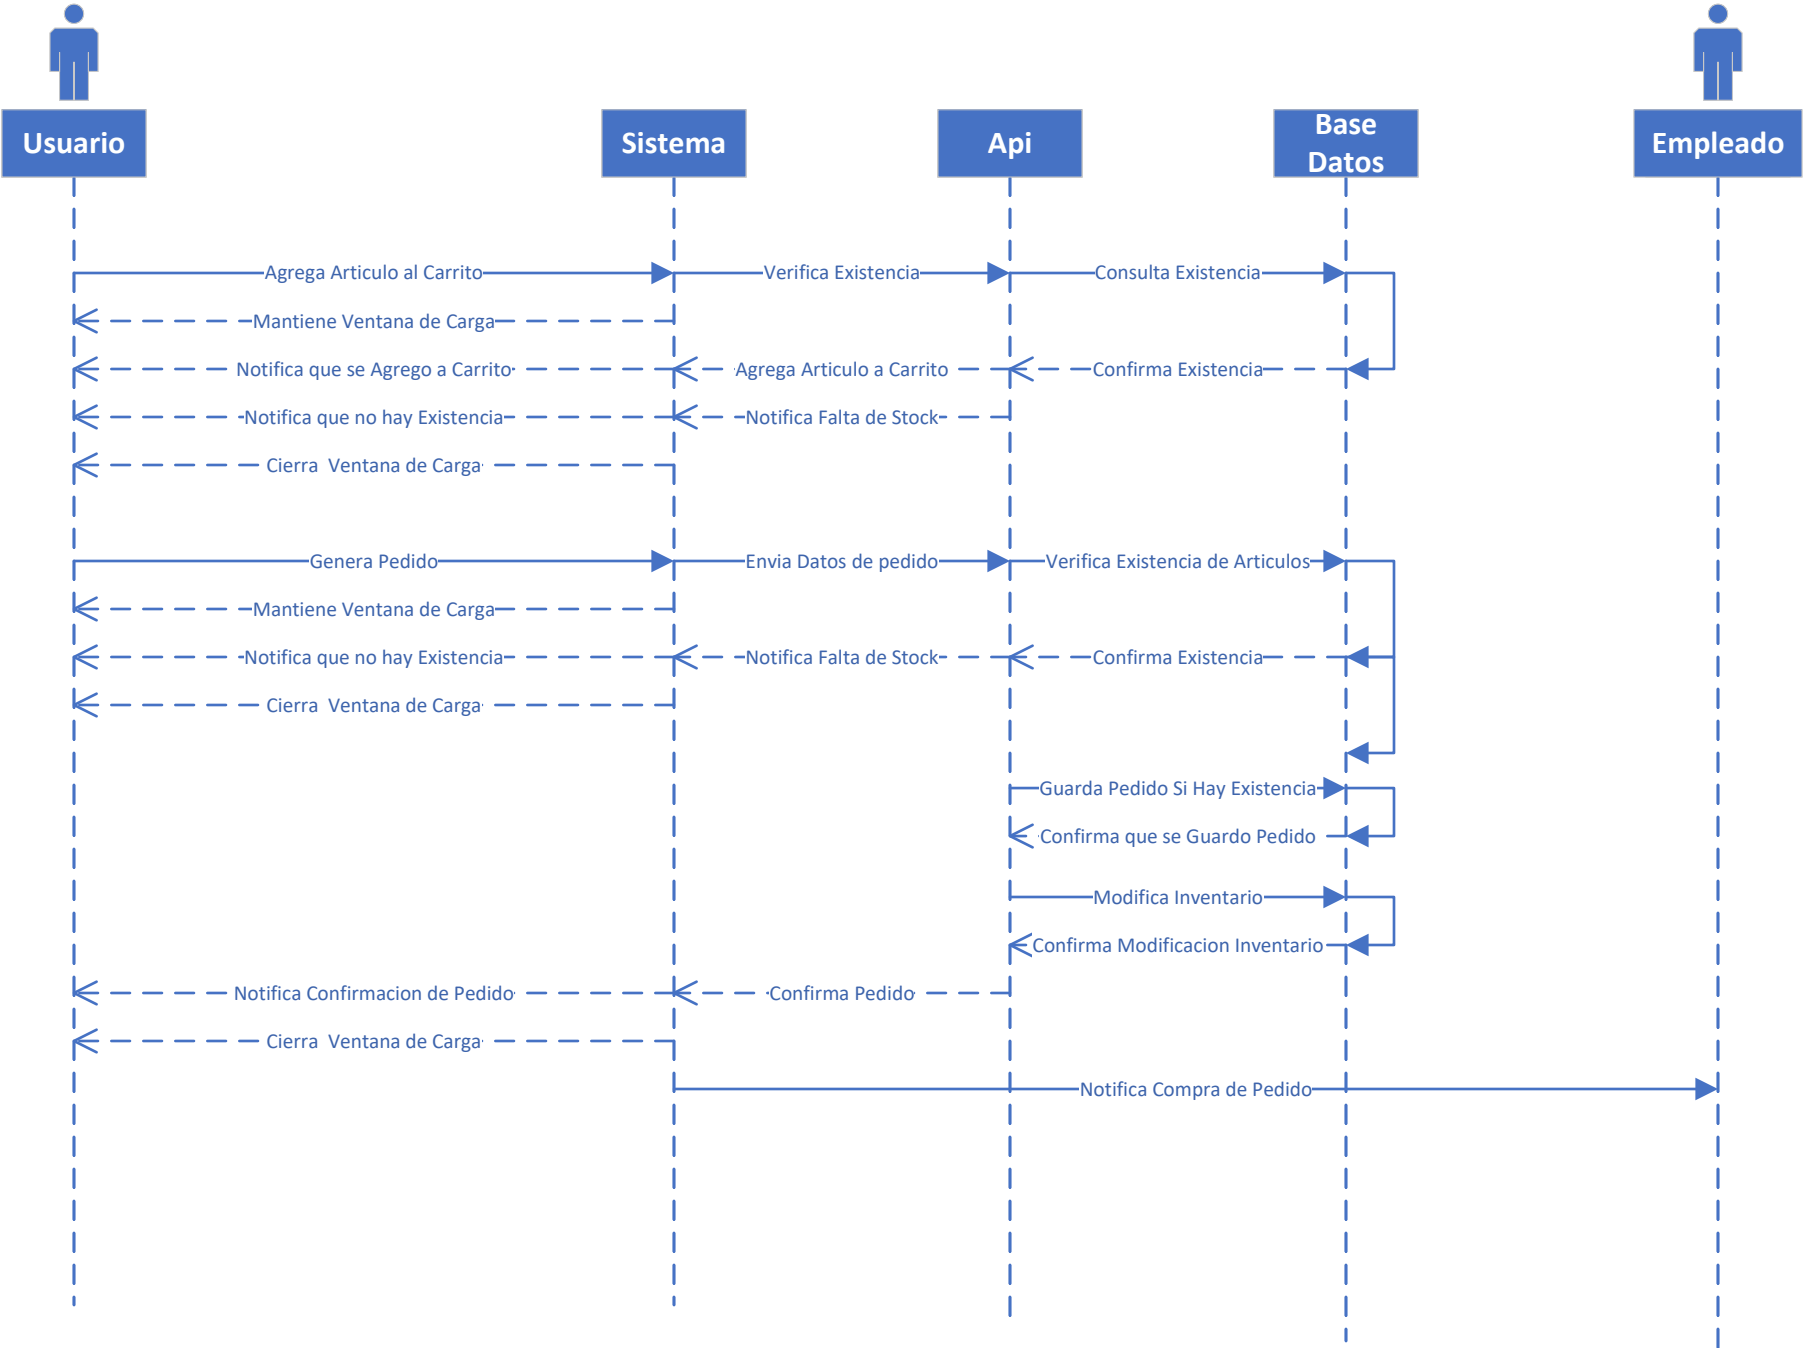 Usuario
Sistema
Api
Base
Datos
Empleado
Agrega Articulo al Carrito
Verifica Existencia
Consulta Existencia
Mantiene Ventana de Carga
Notifica que se Agrego a Carrito
Agrega Articulo a Carrito
Confirma Existencia
Notifica que no hay Existencia
Notifica Falta de Stock
Cierra  Ventana de Carga
Genera Pedido
Envia Datos de pedido
Verifica Existencia de Articulos
Mantiene Ventana de Carga
Notifica que no hay Existencia
Notifica Falta de Stock
Confirma Existencia
Cierra  Ventana de Carga
Guarda Pedido Si Hay Existencia
Confirma que se Guardo Pedido
Modifica Inventario
Confirma Modificacion Inventario
Notifica Confirmacion de Pedido
Confirma Pedido
Cierra  Ventana de Carga
Notifica Compra de Pedido